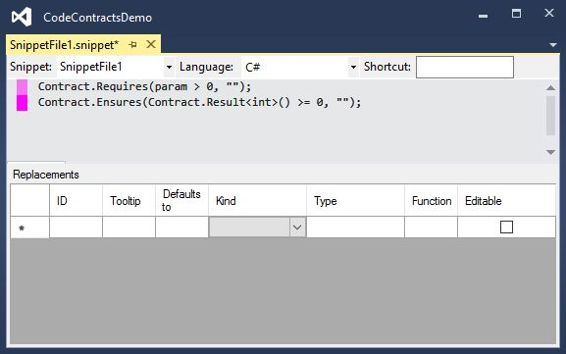 CodeContractsDemo
SnippetFile1.snippet*
Snippet: SnippetFile1 Language: C# Shortcut:
Contract.Requires(param > 0, "");
Contract.Ensures(Contract.Result<int>() >= 0, "");
Replacements
ID Tooltip Defaults to Kind Type Function Editable